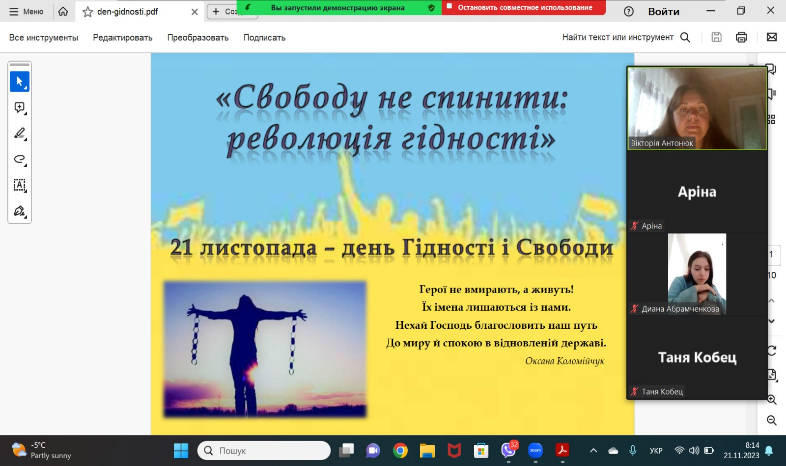 Меню
den-gidnosti.pdf
Вы запустили демонстрацию экрана
Остановить совместное использование
Войти
Все инструменты
Редактировать
Преобразовать
Подписать
Найти текст или инструмент
«Свободу не спинити:
революція гідності»
21 листопада – день Гідності і Свободи
Герої не вмирають, а живуть!
Їх імена лишаються із нами.
Нехай Господь благословить наш путь
До миру й спокою в відновленій державі.
Оксана Коломійчук
Вікторія Антонюк
Аріна
Аріна
Диана Абрамченкова
Таня Кобец
Таня Кобец
1
10
-5°C
Partly sunny
Пошук
32
zoom
УКР
8:14
21.11.2023